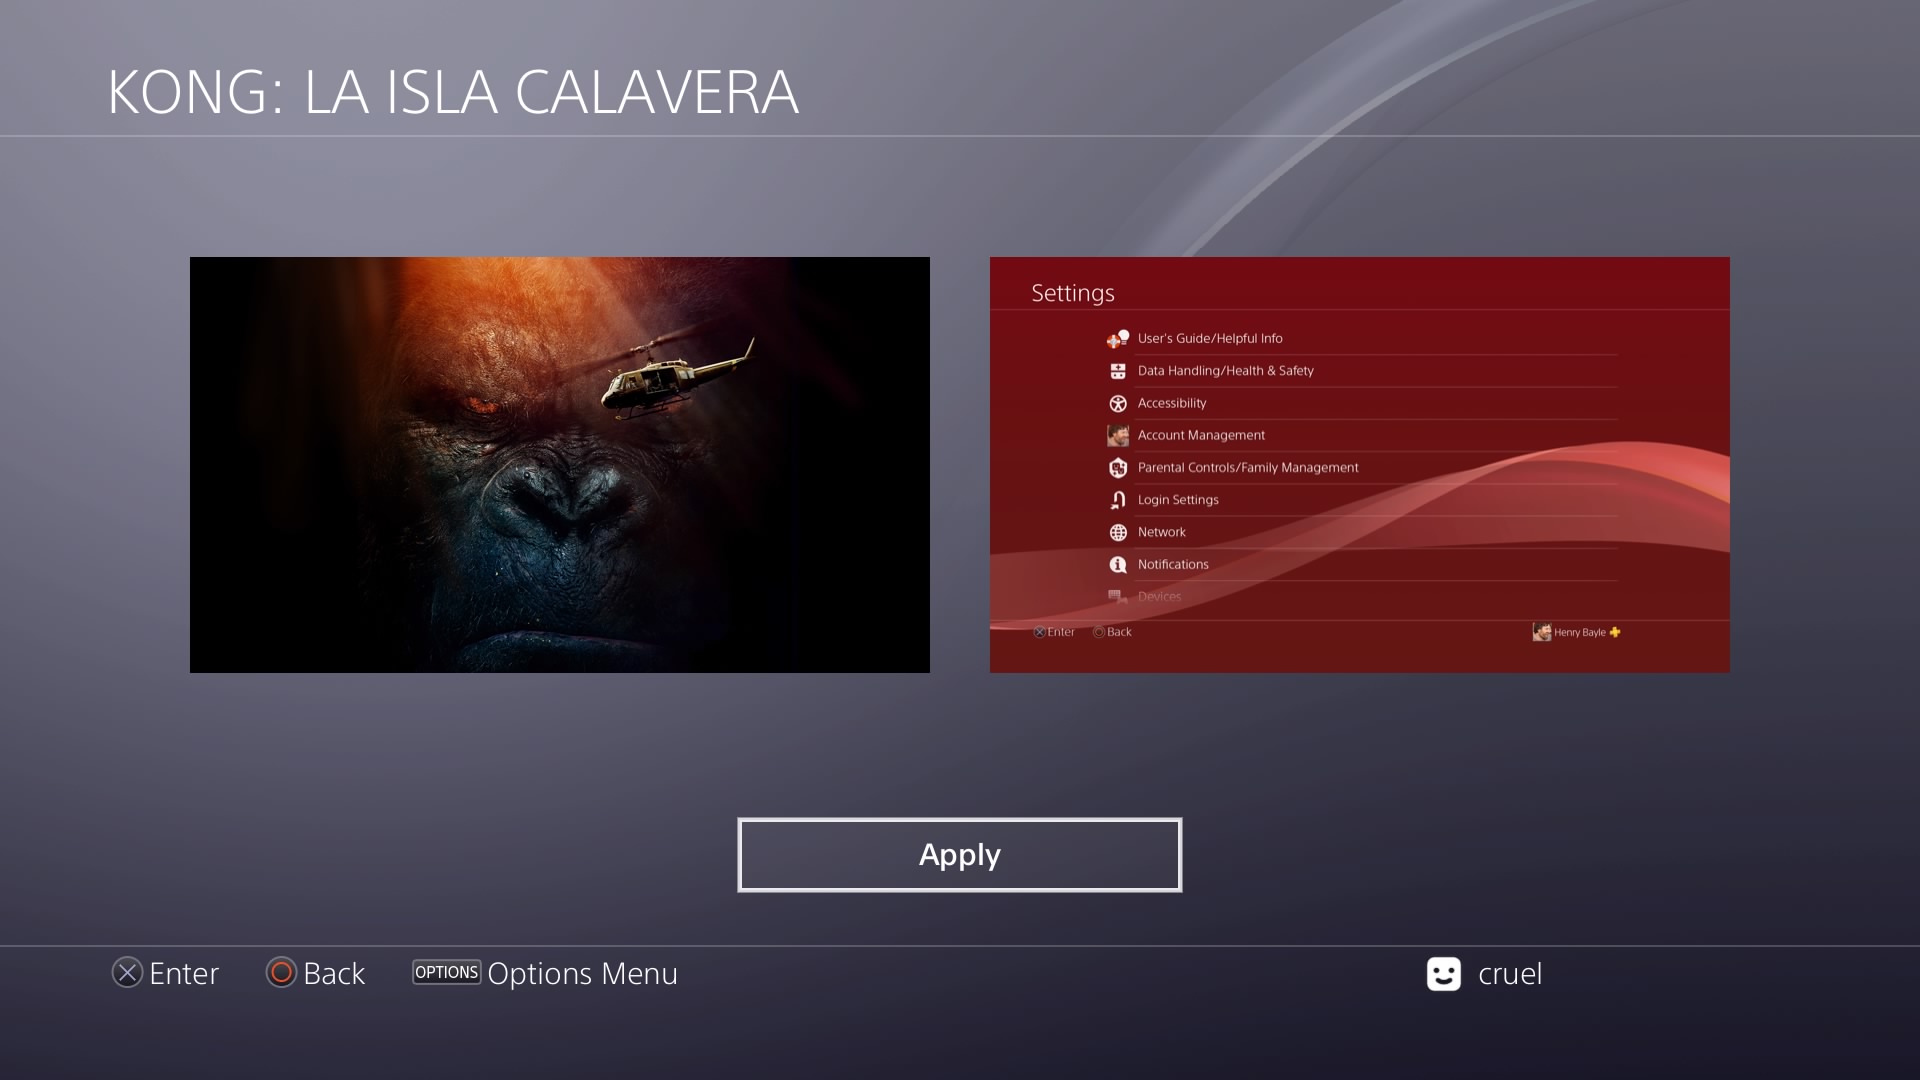 KONG: LA ISLA CALAVERA
Settings
User's Guide/Helpful Info
Data Handling/Health & Safety
Accessibility
Account Management
Parental Controls/Family Management
Login Settings
Network
Notifications
Devices
Enter Back Henry Bayle
Apply
Enter Back OPTIONS Options Menu cruel